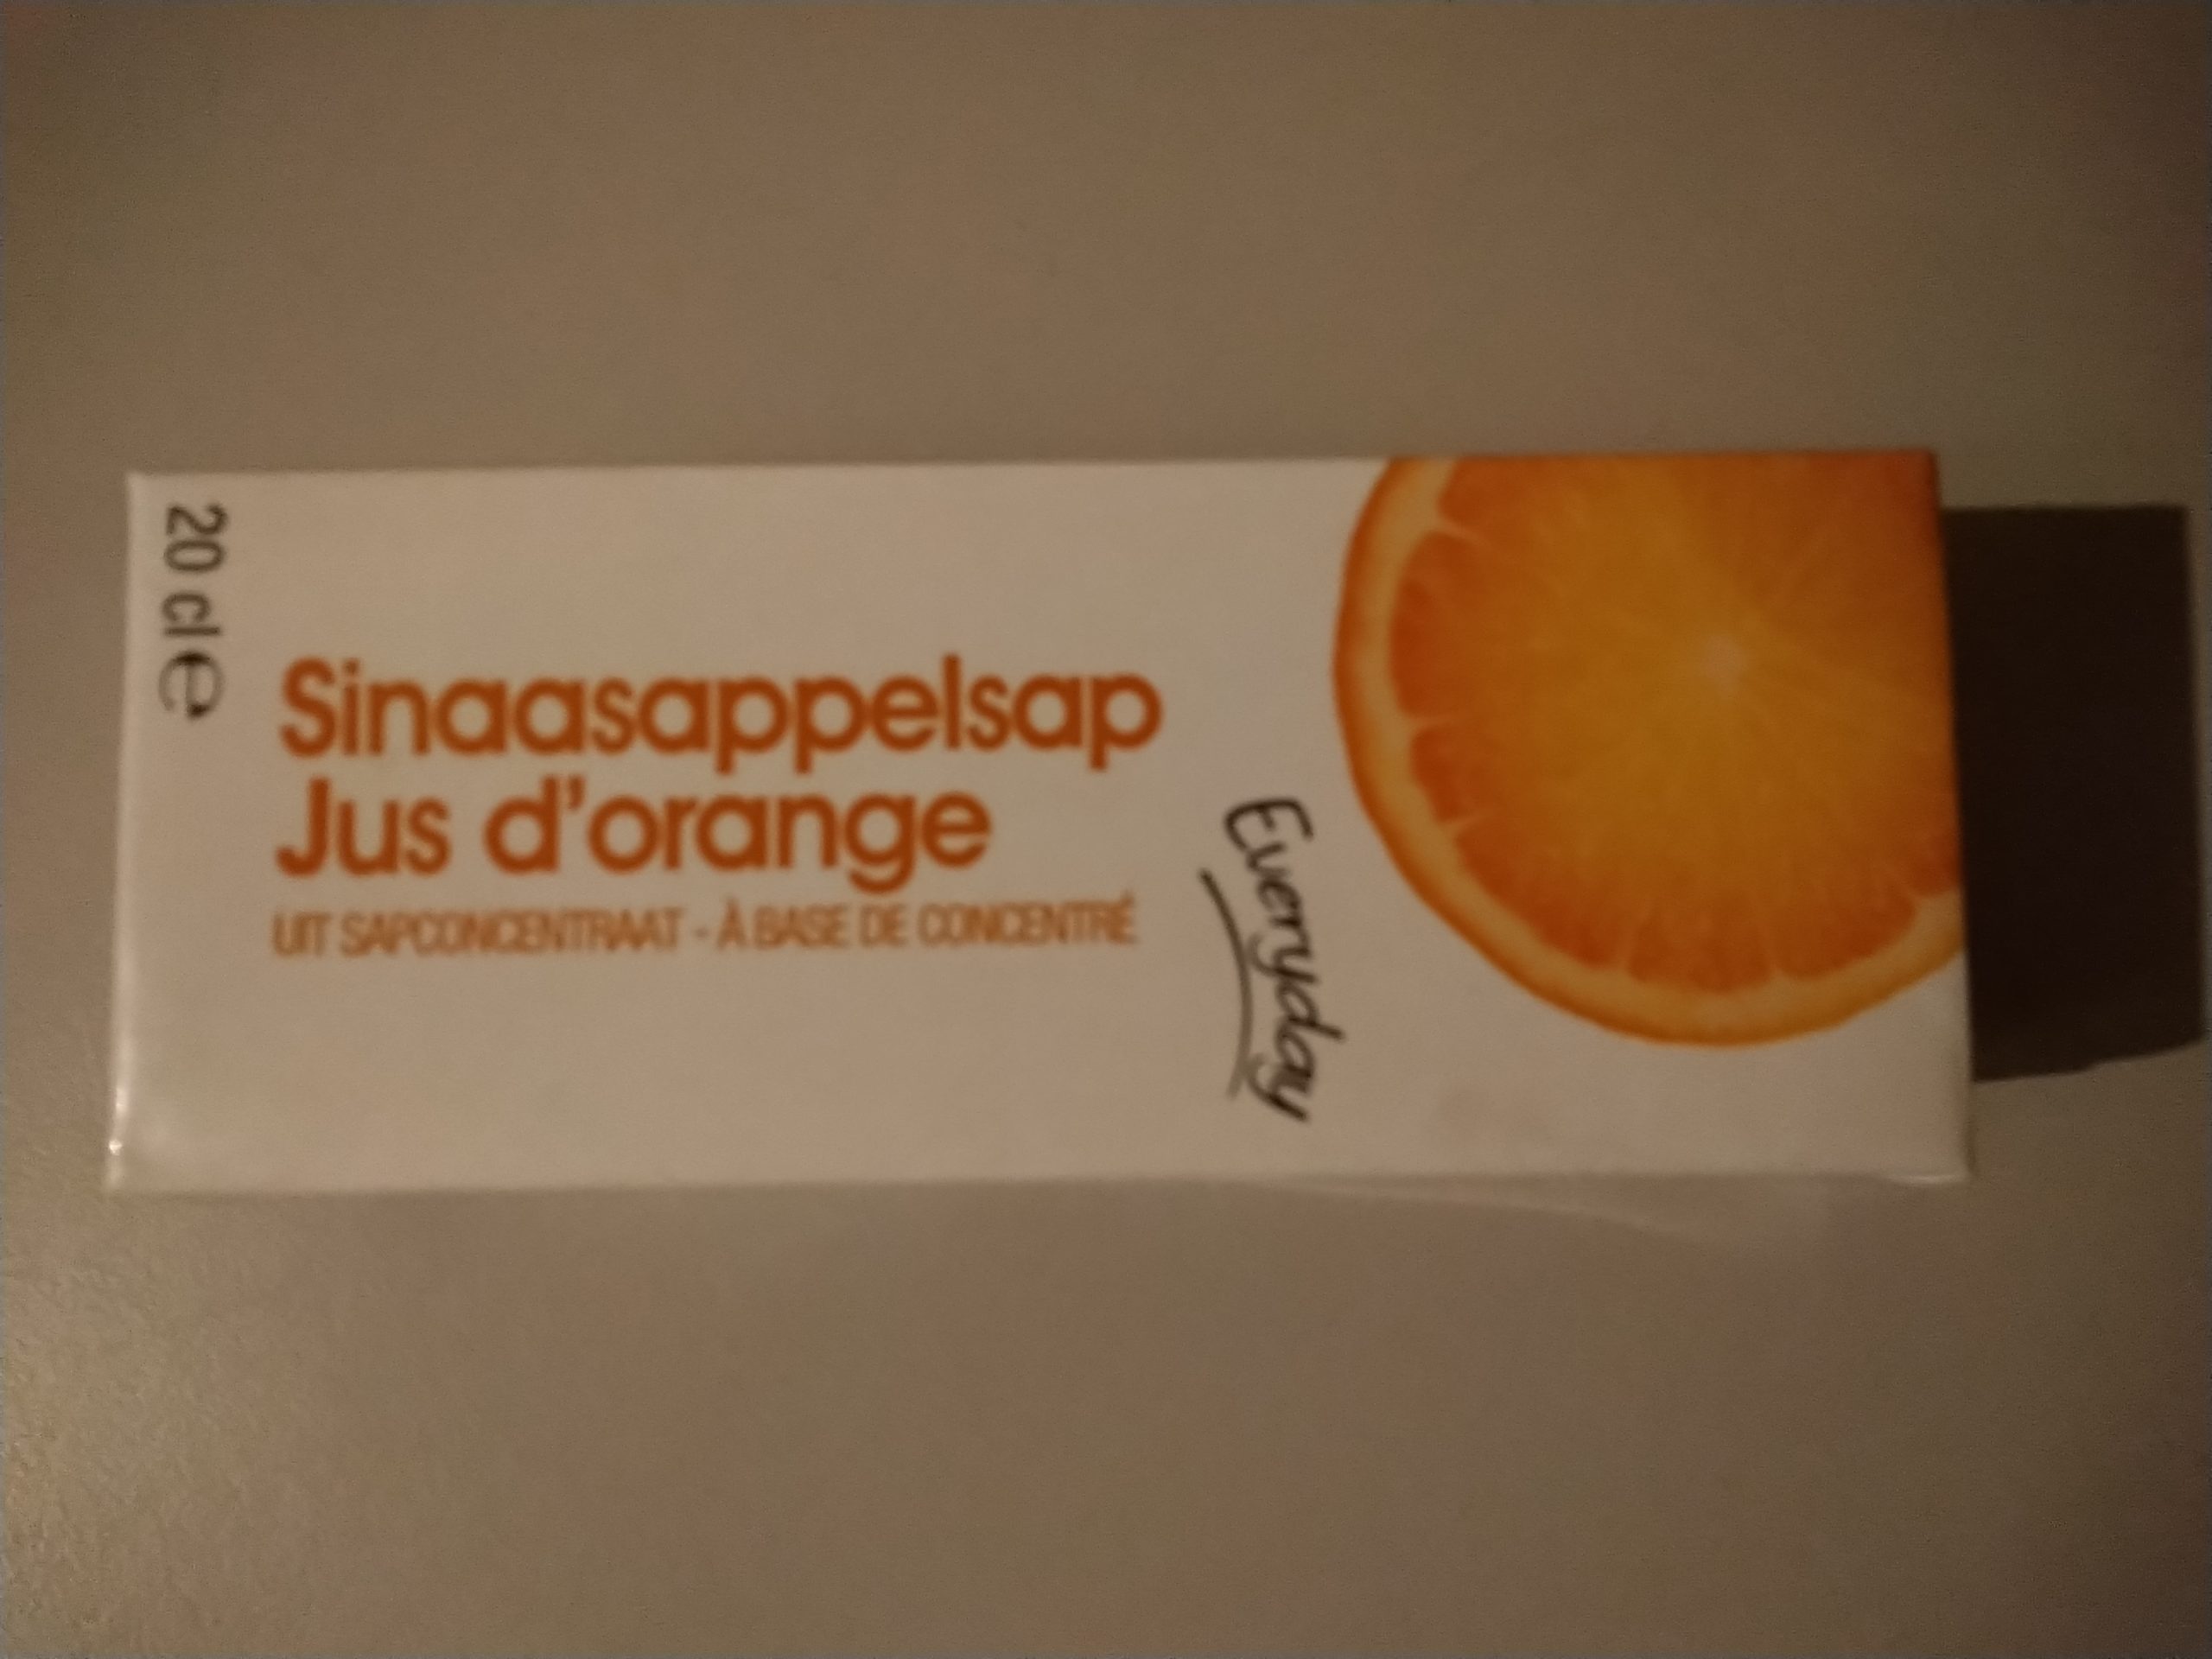 Everyday
Sinaasappelsap
Jus d'orange
UIT SAPCONCENTRAAT - À BASE DE CONCENTRÉ
20 cl e